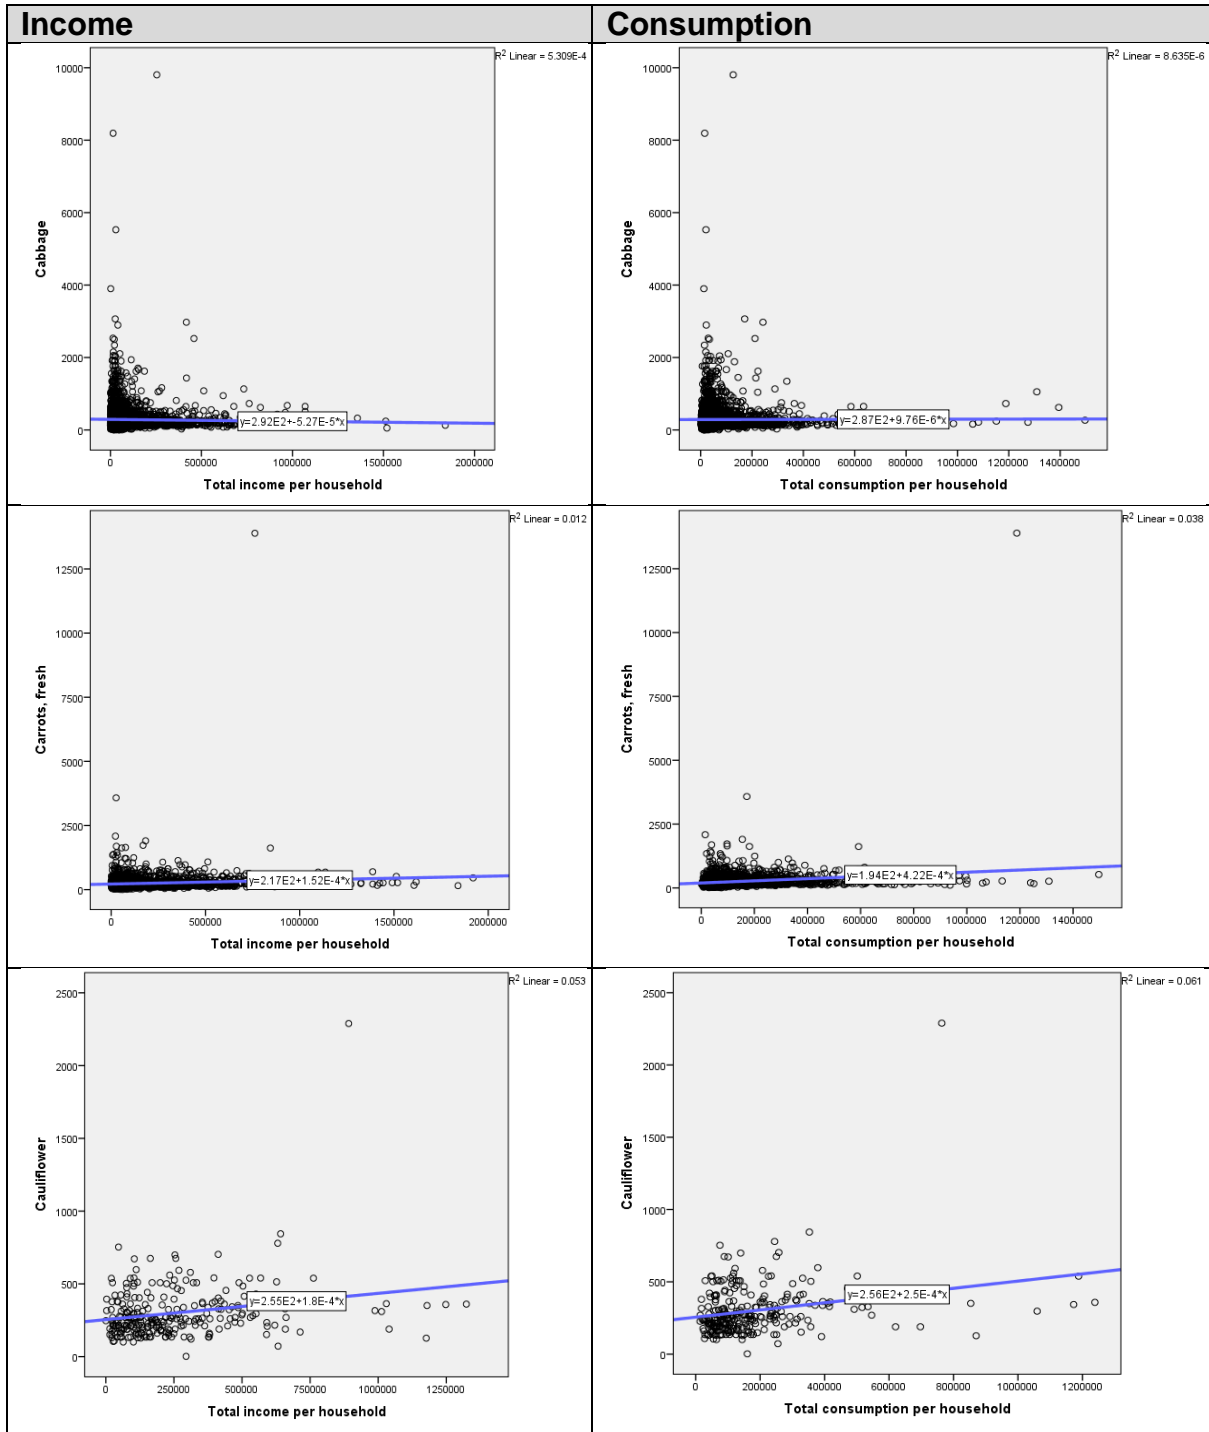 Income
Consumption
R² Linear = 5.309E-4
10000
8000
6000
4000
2000
0
Cabbage
y=2.92E2+-5.27E-5*x
0 500000 1000000 1500000 2000000
Total income per household
R² Linear = 8.635E-6
10000
8000
6000
4000
2000
0
Cabbage
y=2.87E2+9.76E-6*x
0 200000 400000 600000 800000 1000000 1200000 1400000
Total consumption per household
R² Linear = 0.012
12500
10000
7500
5000
2500
0
Carrots, fresh
y=2.17E2+1.52E-4*x
0 500000 1000000 1500000 2000000
Total income per household
R² Linear = 0.038
12500
10000
7500
5000
2500
0
Carrots, fresh
y=1.94E2+4.22E-4*x
0 200000 400000 600000 800000 1000000 1200000 1400000
Total consumption per household
R² Linear = 0.053
2500
2000
1500
1000
500
0
Cauliflower
y=2.55E2+1.8E-4*x
0 250000 500000 750000 1000000 1250000
Total income per household
R² Linear = 0.061
2500
2000
1500
1000
500
0
Cauliflower
y=2.56E2+2.5E-4*x
0 200000 400000 600000 800000 1000000 1200000
Total consumption per household